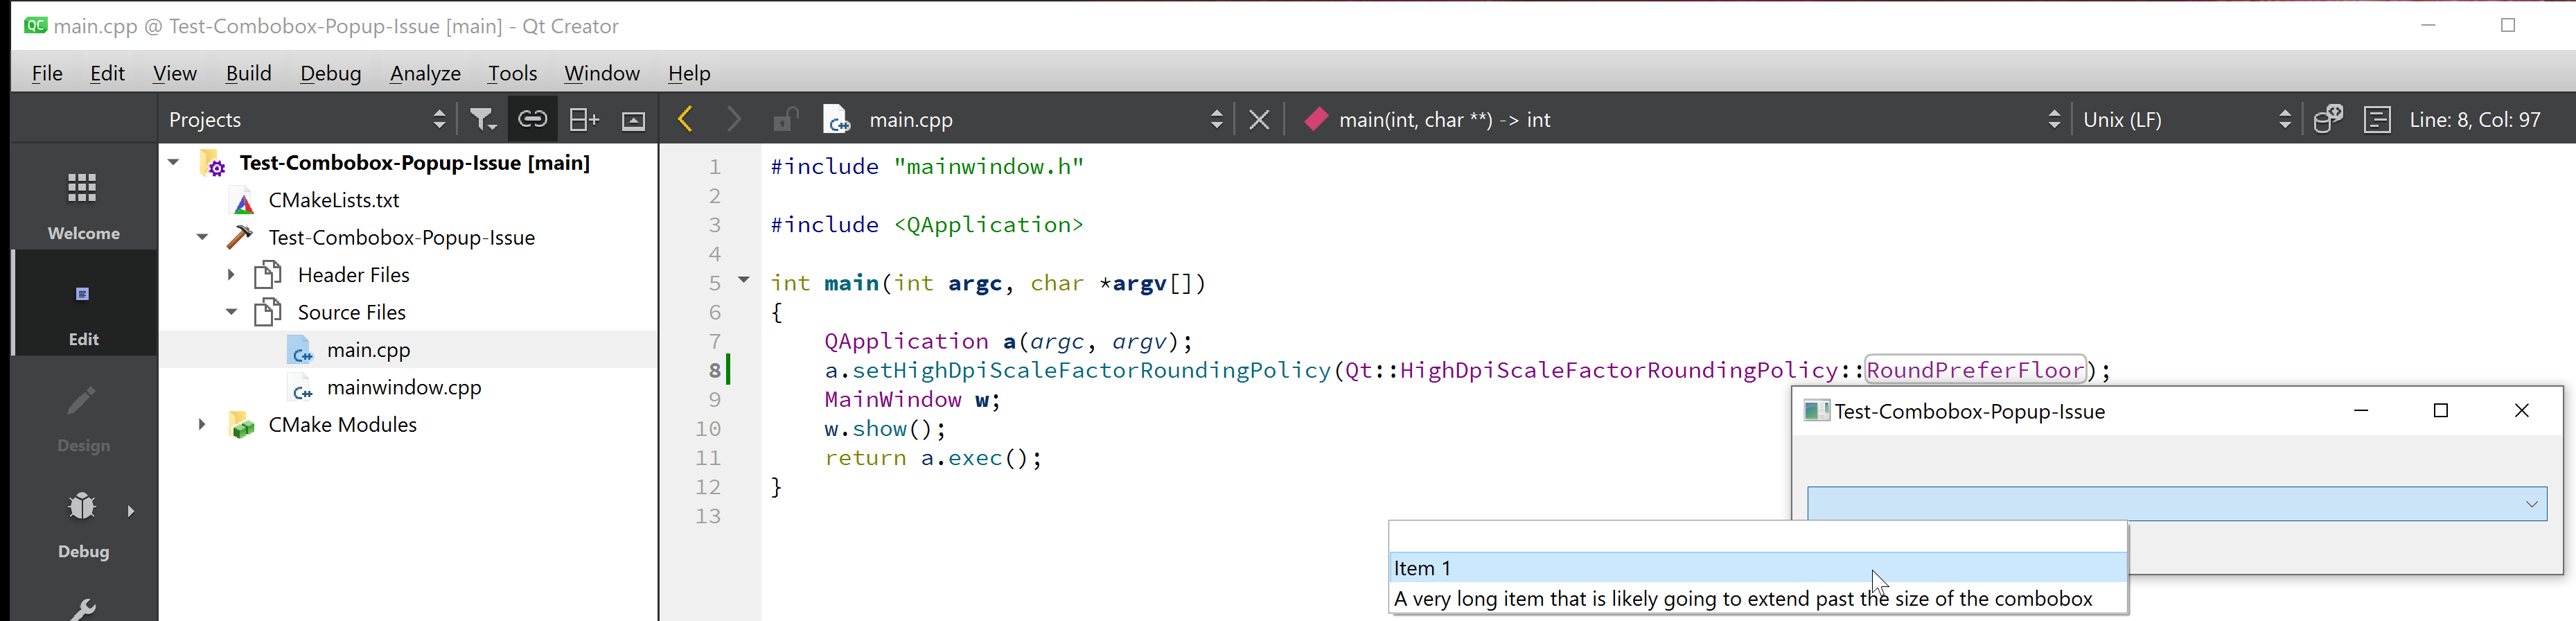 QC main.cpp @ Test-Combobox-Popup-Issue [main] - Qt Creator
File Edit View Build Debug Analyze Tools Window Help
Projects main.cpp main(int, char **) -> int Unix (LF) Line: 8, Col: 97
Welcome
Edit
Design
Debug
Test-Combobox-Popup-Issue [main]
CMakeLists.txt
Test-Combobox-Popup-Issue
Header Files
Source Files
main.cpp
mainwindow.cpp
CMake Modules
1 #include "mainwindow.h"
2
3 #include <QApplication>
4
5 int main(int argc, char *argv[])
6 {
7 QApplication a(argc, argv);
8 a.setHighDpiScaleFactorRoundingPolicy(Qt::HighDpiScaleFactorRoundingPolicy::RoundPreferFloor);
9 MainWindow w;
10 w.show();
11 return a.exec();
12 }
13
Test-Combobox-Popup-Issue
Item 1
A very long item that is likely going to extend past the size of the combobox